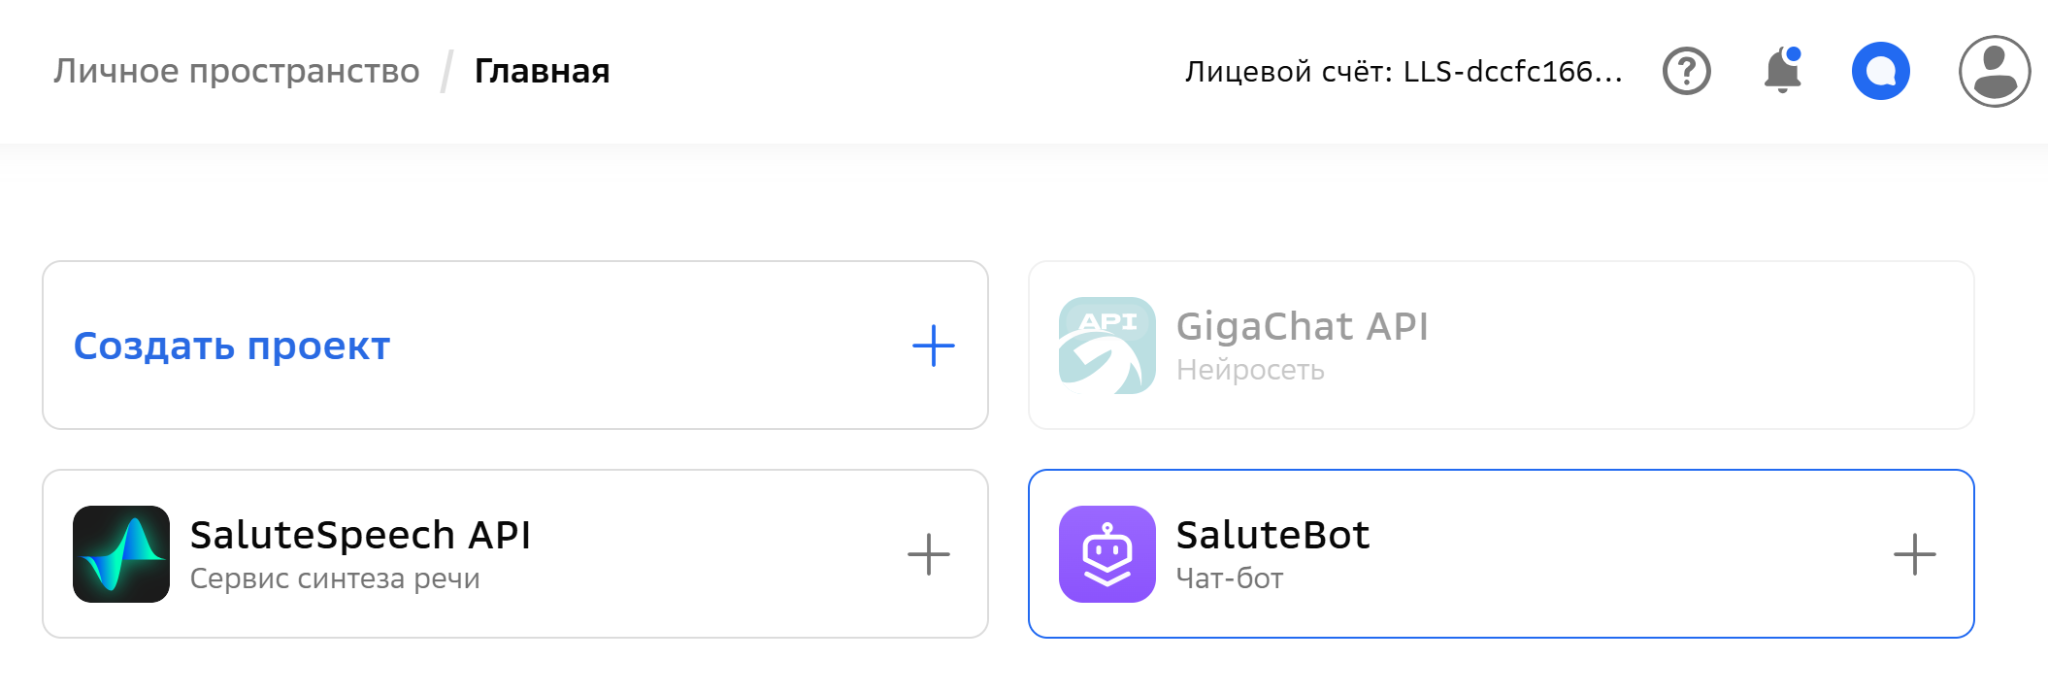 Личное пространство / Главная
Лицевой счёт: LLS-dccfc166...
Создать проект
API
GigaChat API
Нейросеть
SaluteSpeech API
Сервис синтеза речи
SaluteBot
Чат-бот